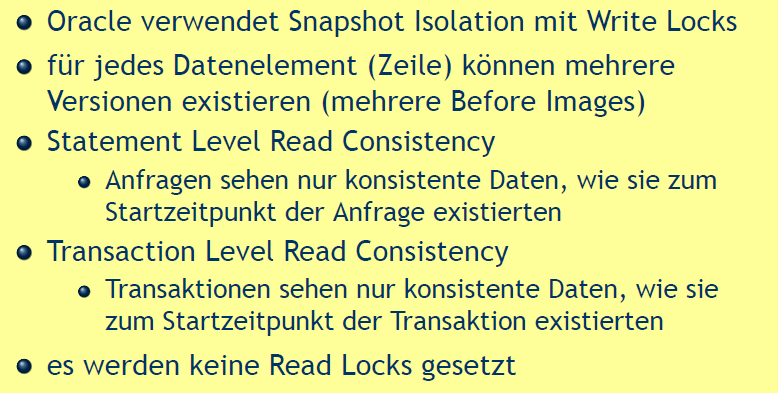 Oracle verwendet Snapshot Isolation mit Write Locks
für jedes Datenelement (Zeile) können mehrere
Versionen existieren (mehrere Before Images)
Statement Level Read Consistency
Anfragen sehen nur konsistente Daten, wie sie zum
Startzeitpunkt der Anfrage existierten
Transaction Level Read Consistency
Transaktionen sehen nur konsistente Daten, wie sie
zum Startzeitpunkt der Transaktion existierten
es werden keine Read Locks gesetzt